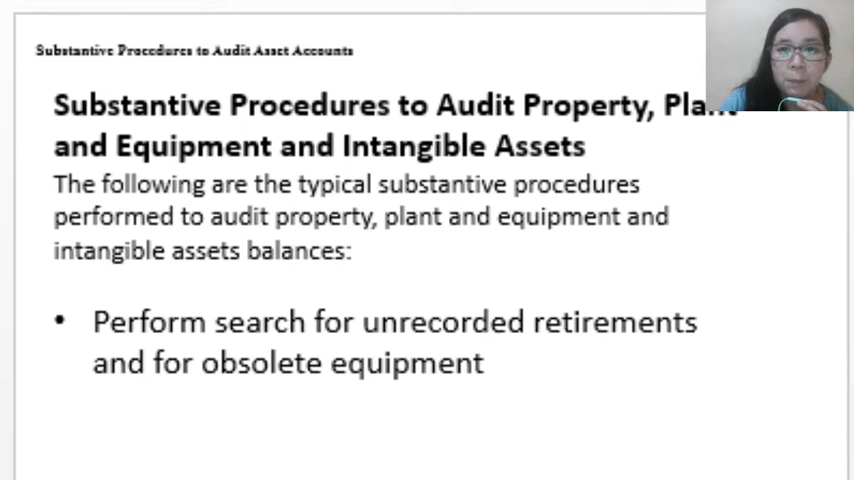 Substantive Procedures to Audit Asset Accounts
Substantive Procedures to Audit Property, Plant
and Equipment and Intangible Assets
The following are the typical substantive procedures
performed to audit property, plant and equipment and
intangible assets balances:
• Perform search for unrecorded retirements
and for obsolete equipment